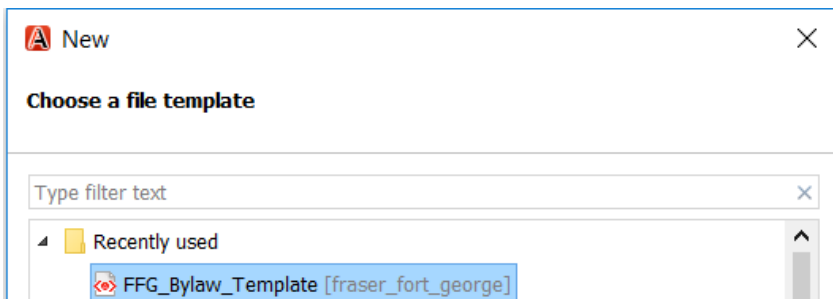 New
Choose a file template
Type filter text
Recently used
FFG_Bylaw_Template [fraser_fort_george]